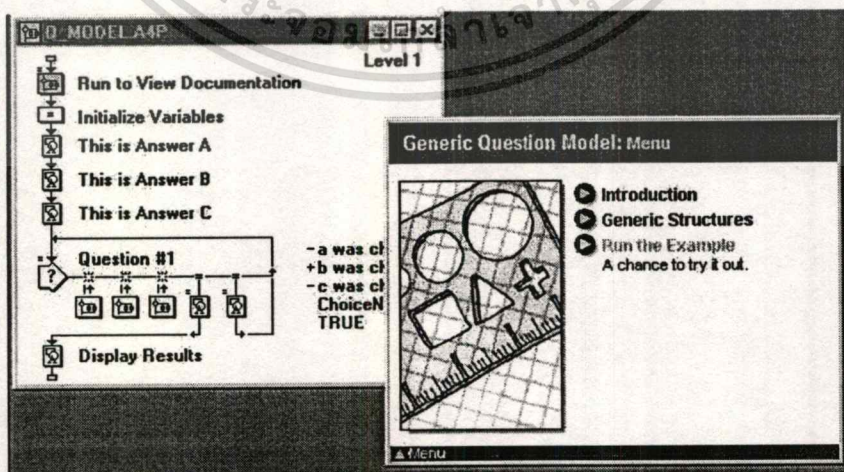 Q_MODEL.A4P
Level 1
Run to View Documentation
Initialize Variables
This is Answer A
This is Answer B
This is Answer C
Question #1
?
- a was ch
+ b was ch
- c was ch
ChoiceN
TRUE
Display Results
Generic Question Model: Menu
Introduction
Generic Structures
Run the Example
A chance to try it out.
Menu